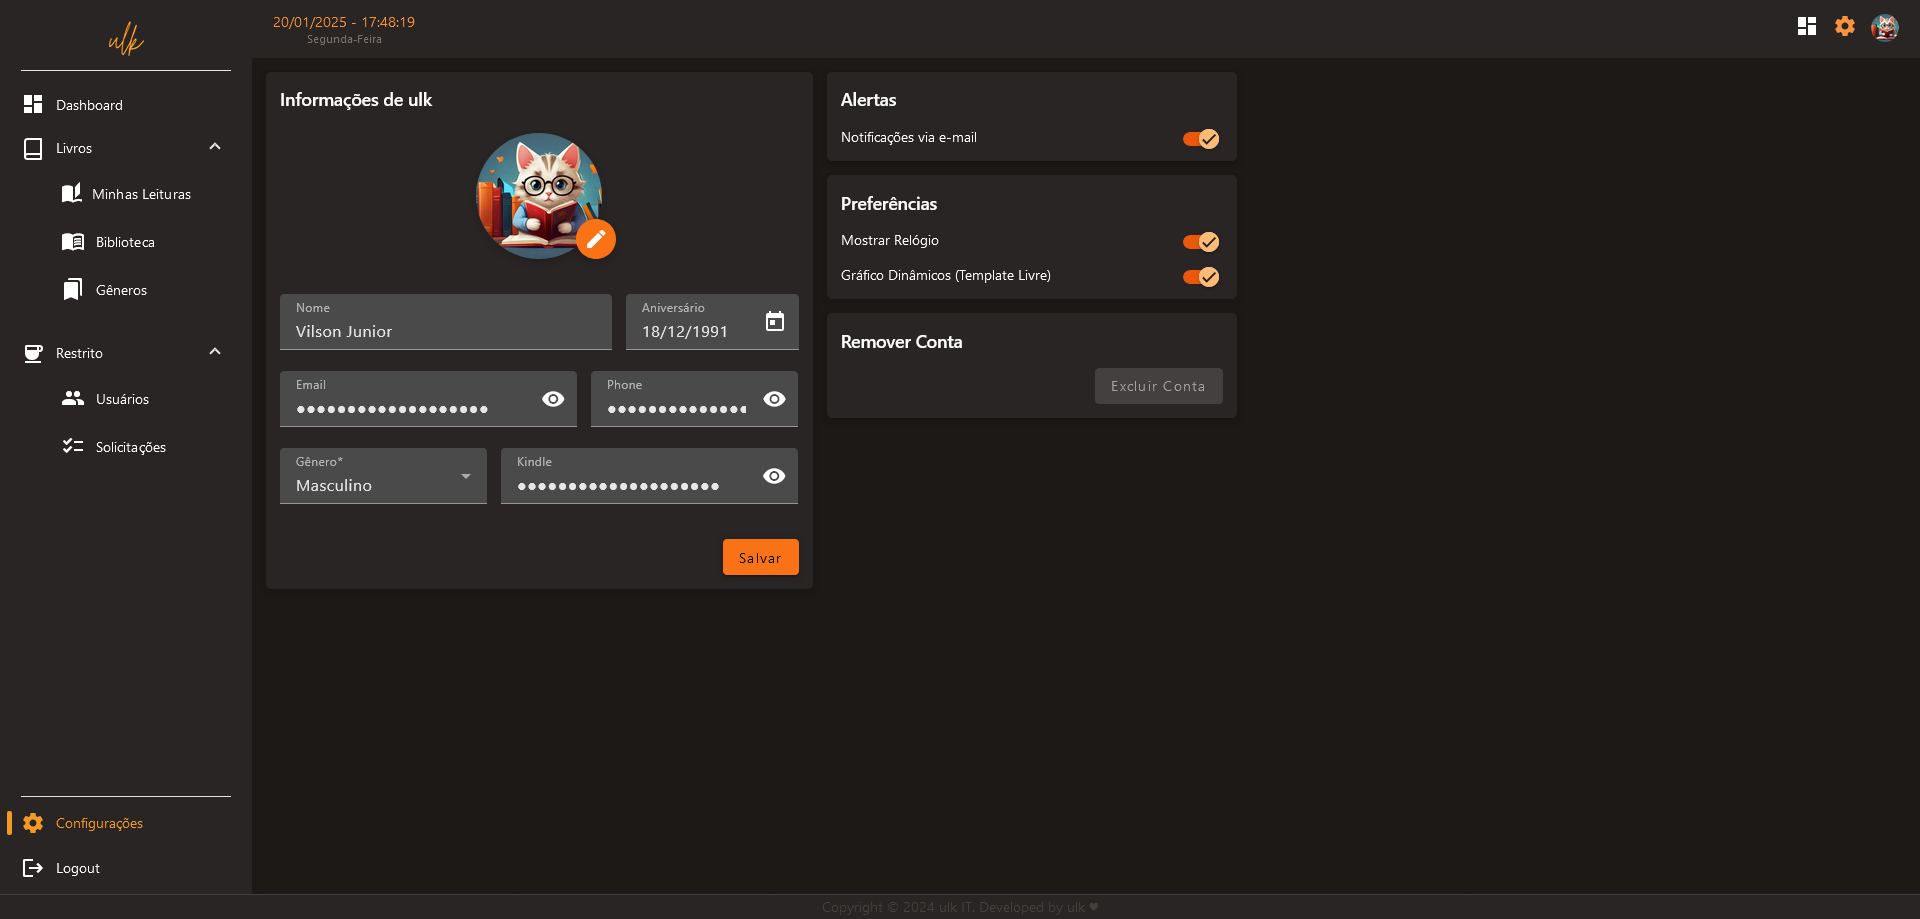 ulk
20/01/2025 - 17:48:19
Segunda-Feira
Dashboard
Livros
Minhas Leituras
Biblioteca
Gêneros
Restrito
Usuários
Solicitações
Configurações
Logout
Informações de ulk
Nome
Vilson Junior
Aniversário
18/12/1991
Email
●●●●●●●●●●●●●●●●●●●
Phone
●●●●●●●●●●●●●●
Gênero*
Masculino
Kindle
●●●●●●●●●●●●●●●●●●●●
Salvar
Alertas
Notificações via e-mail
Preferências
Mostrar Relógio
Gráfico Dinâmicos (Template Livre)
Remover Conta
Excluir Conta
Copyright © 2024 ulk IT. Developed by ulk ♥